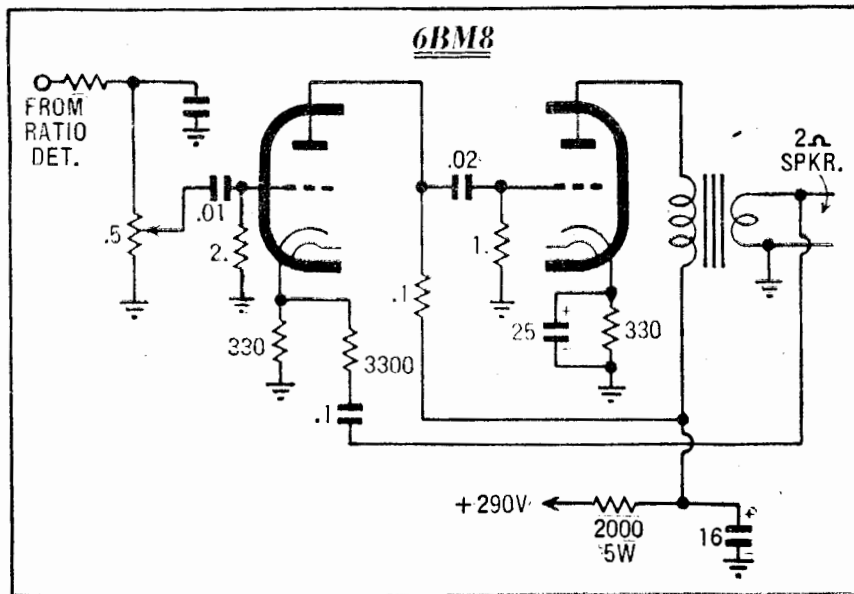 6BM8
FROM
RATIO
DET.
.5
.01
2.
330
3300
.1
.1
.02
1.
25
+
−
330
2Ω
SPKR.
+290V
2000
5W
16
+
−